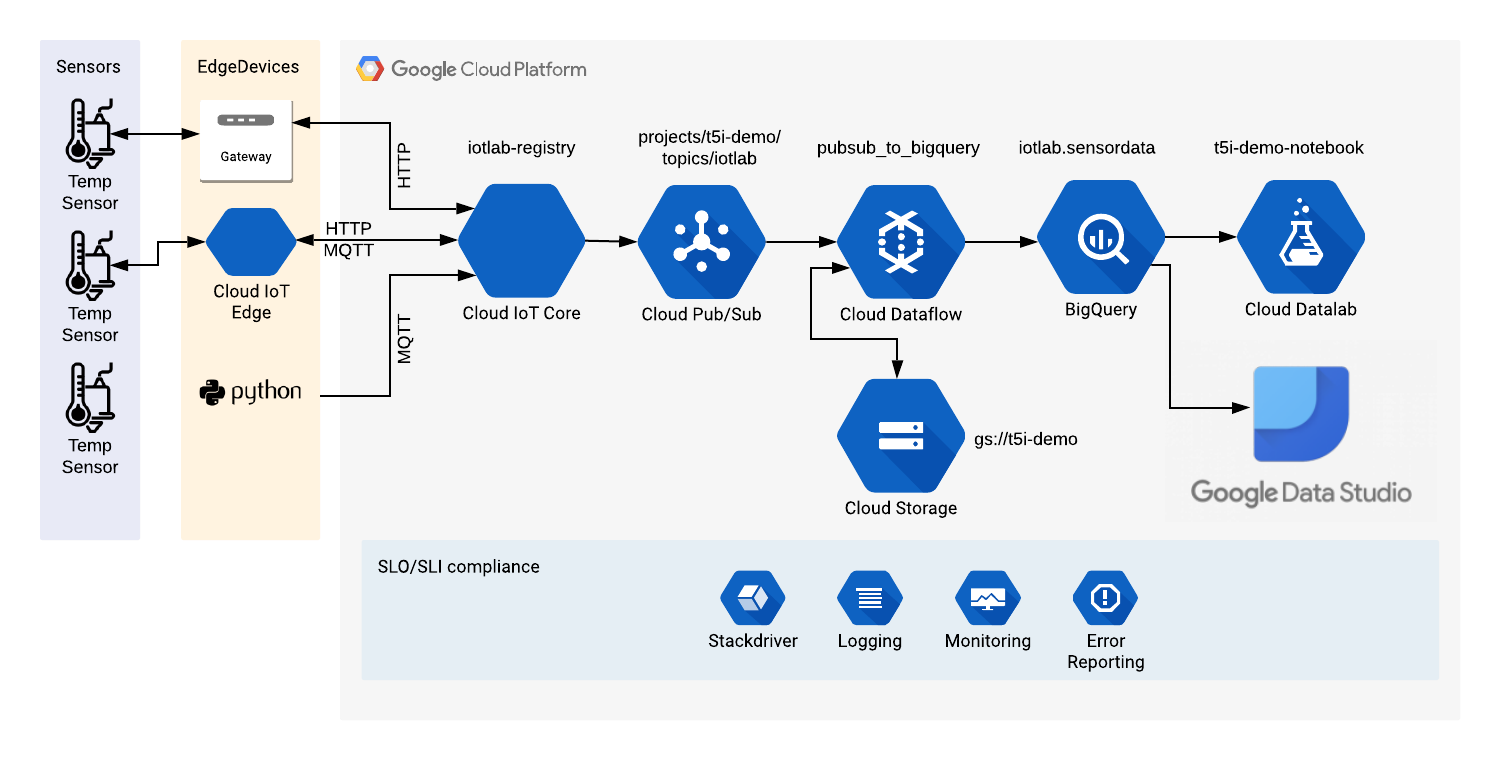 Sensors
Temp
Sensor
Temp
Sensor
Temp
Sensor
EdgeDevices
Gateway
Cloud IoT
Edge
python
Google Cloud Platform
HTTP
HTTP
MQTT
MQTT
iotlab-registry
Cloud IoT Core
projects/t5i-demo/
topics/iotlab
Cloud Pub/Sub
pubsub_to_bigquery
Cloud Dataflow
iotlab.sensordata
BigQuery
t5i-demo-notebook
Cloud Datalab
gs://t5i-demo
Cloud Storage
Google Data Studio
SLO/SLI compliance
Stackdriver
Logging
Monitoring
Error
Reporting